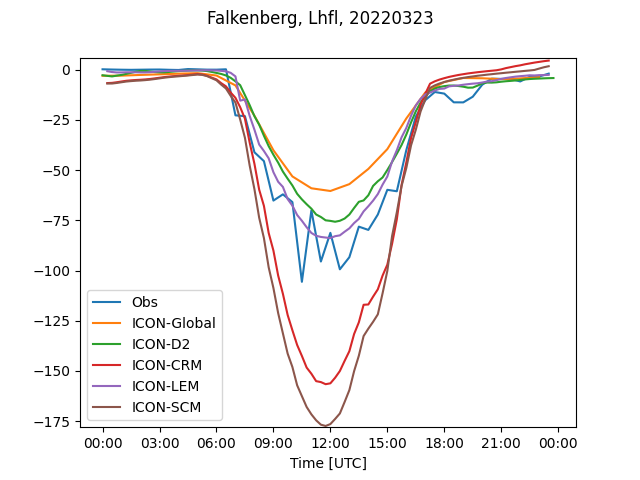 Falkenberg, Lhfl, 20220323
0
−25
−50
−75
−100
−125
−150
−175
Obs
ICON-Global
ICON-D2
ICON-CRM
ICON-LEM
ICON-SCM
00:00 03:00 06:00 09:00 12:00 15:00 18:00 21:00 00:00
Time [UTC]